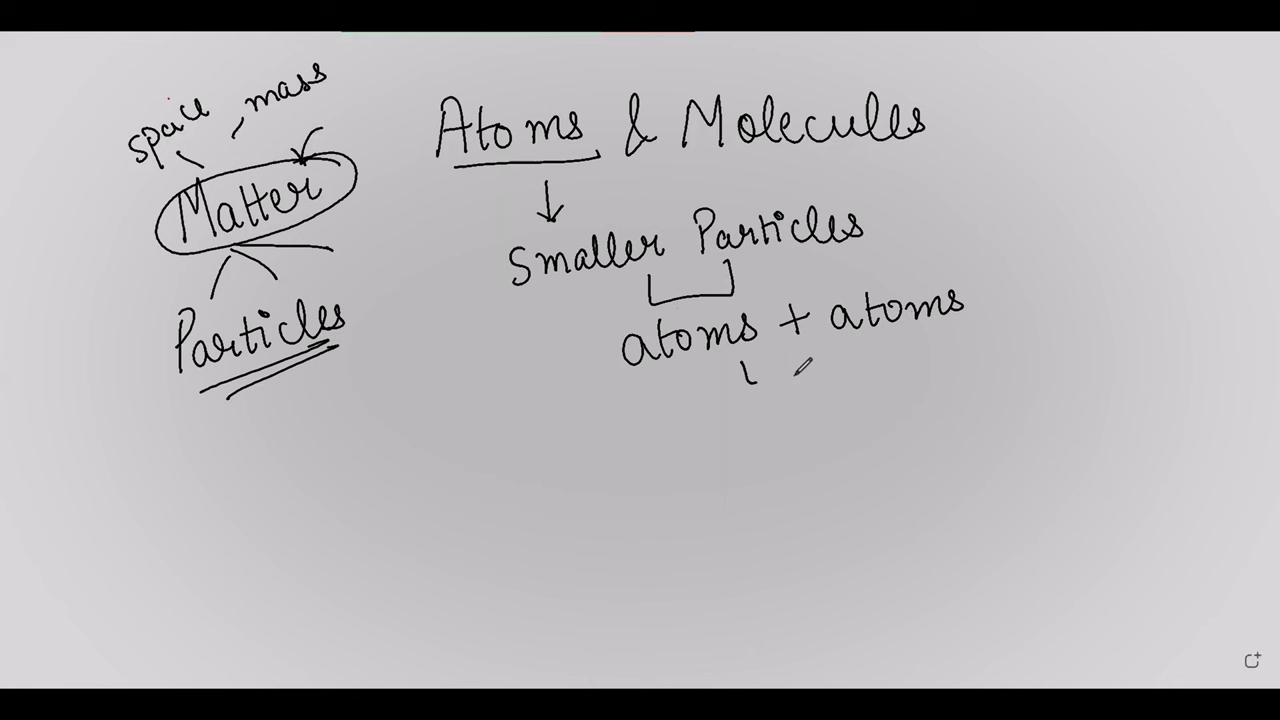 space, mass
Matter
Particles
Atoms & Molecules
Smaller Particles
atoms + atoms